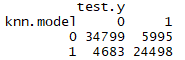 test.y
knn.model 0 1
0 34799 5995
1 4683 24498